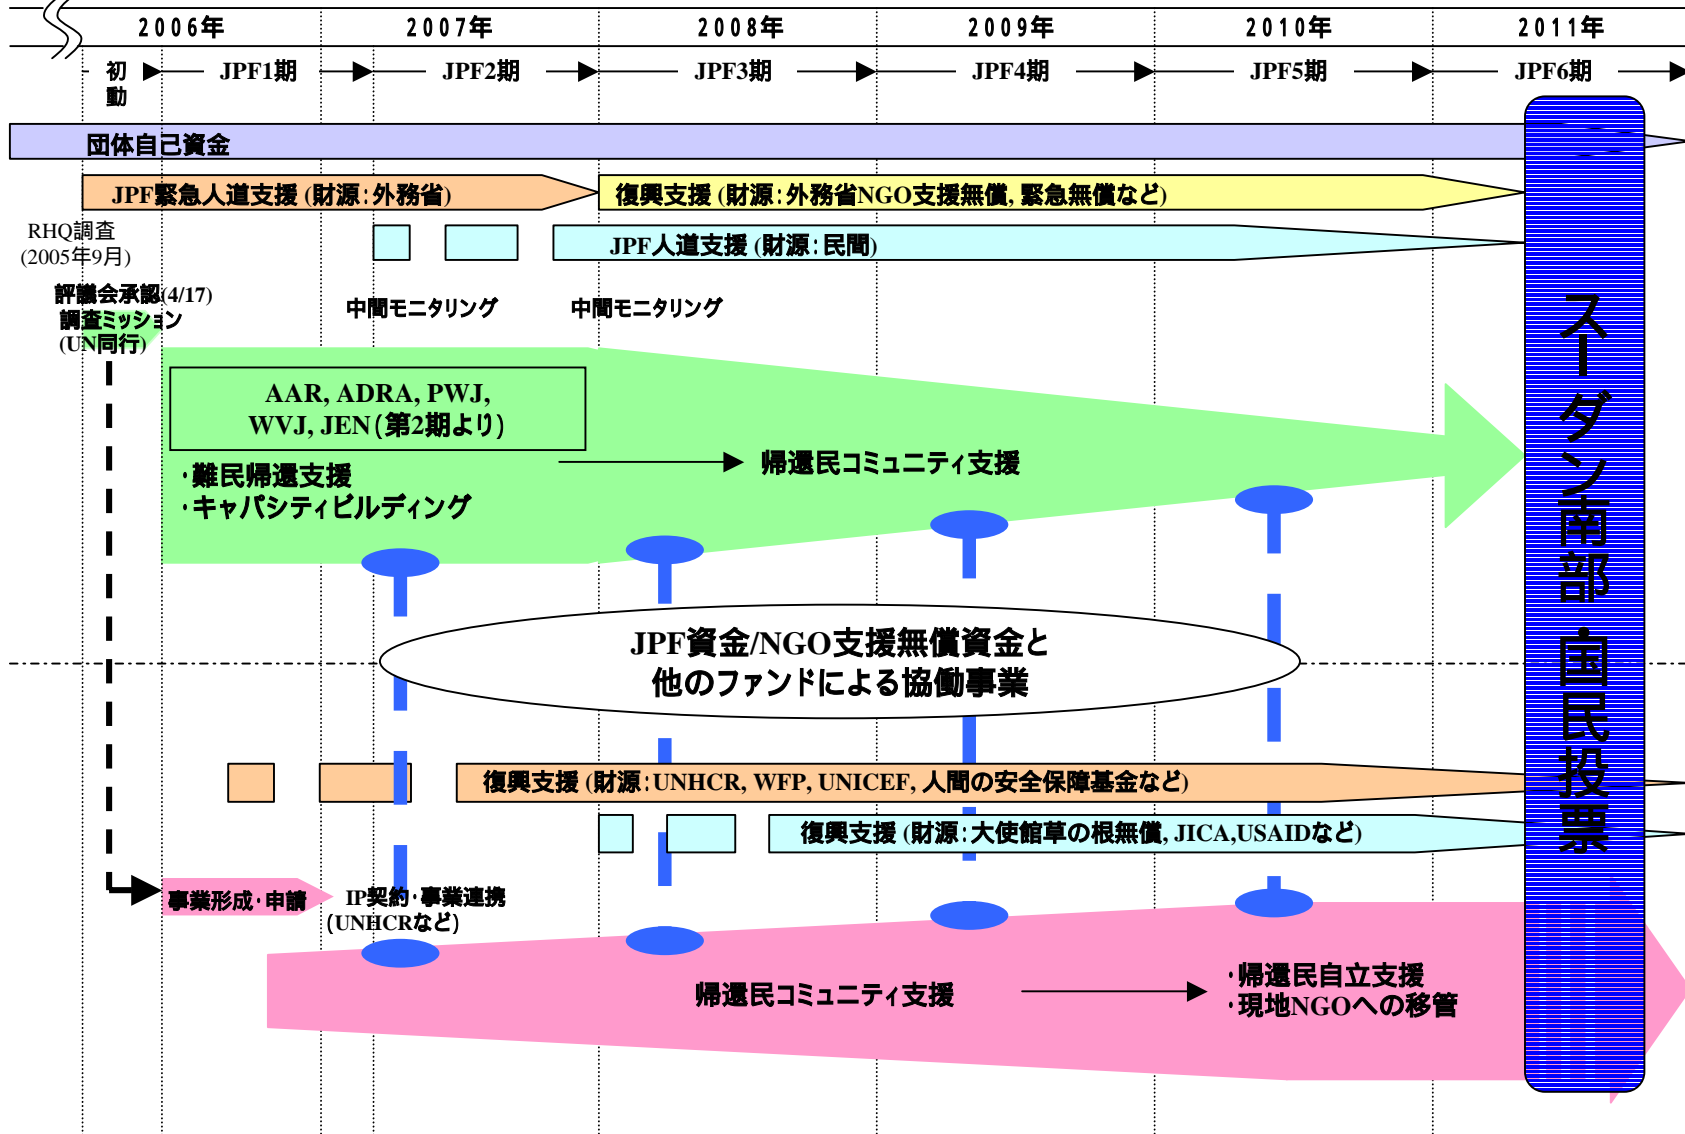 2006年 2007年 2008年 2009年 2010年 2011年
初動 JPF1期 JPF2期 JPF3期 JPF4期 JPF5期 JPF6期
団体自己資金
JPF緊急人道支援 (財源:外務省)
復興支援 (財源:外務省NGO支援無償, 緊急無償など)
RHQ調査
(2005年9月)
JPF人道支援 (財源:民間)
評議会承認(4/17)
調査ミッション
(UN同行)
中間モニタリング
中間モニタリング
AAR, ADRA, PWJ,
WVJ, JEN (第2期より)
・難民帰還支援
・キャパシティビルディング
帰還民コミュニティ支援
JPF資金/NGO支援無償資金と
他のファンドによる協働事業
復興支援 (財源:UNHCR, WFP, UNICEF, 人間の安全保障基金など)
復興支援 (財源:大使館草の根無償, JICA,USAIDなど)
事業形成・申請
IP契約・事業連携
(UNHCRなど)
帰還民コミュニティ支援
・帰還民自立支援
・現地NGOへの移管
スーダン南部 国民投票